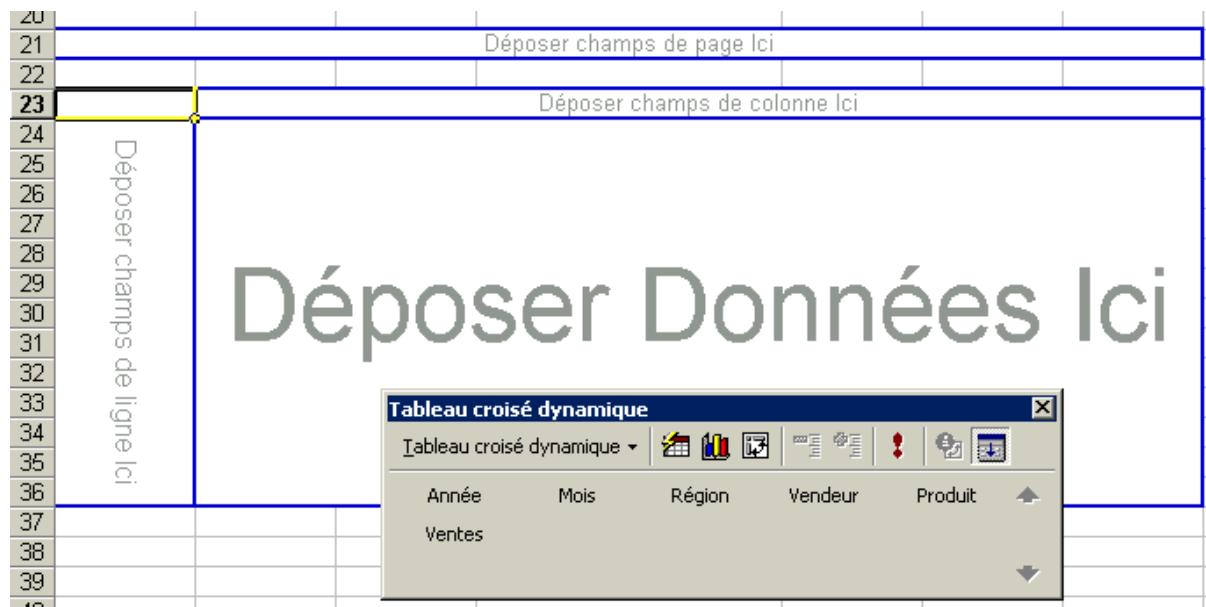 20
21 Déposer champs de page Ici
22
23 Déposer champs de colonne Ici
24
25
26
27
28
29
30
31
32
33
34
35
36
37
38
39
Déposer champs de ligne Ici
Déposer Données Ici
Tableau croisé dynamique
Tableau croisé dynamique
Année Mois Région Vendeur Produit
Ventes